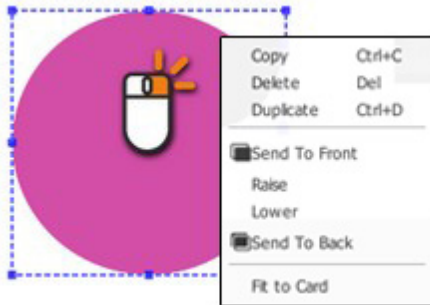 Copy Ctrl+C
Delete Del
Duplicate Ctrl+D
Send To Front
Raise
Lower
Send To Back
Fit to Card